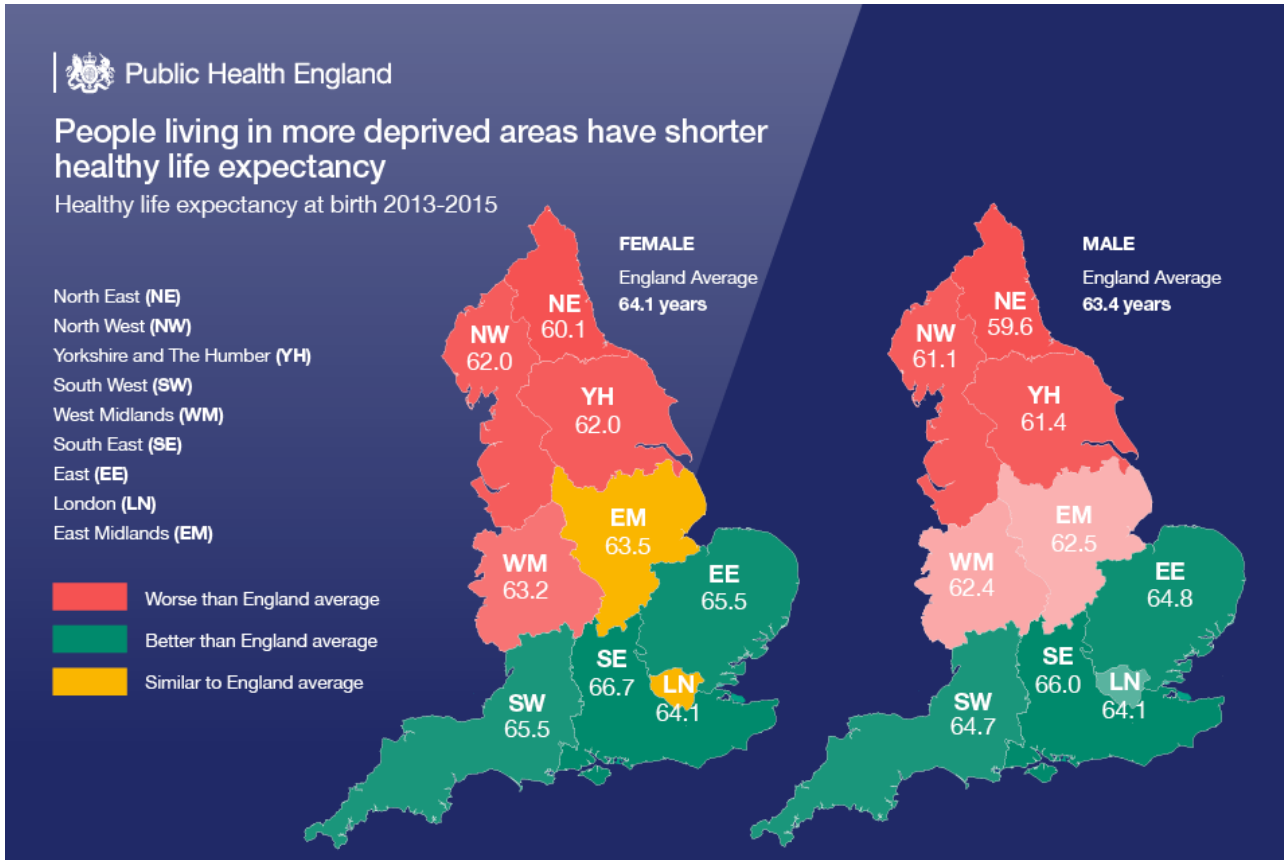 Public Health England
People living in more deprived areas have shorter
healthy life expectancy
Healthy life expectancy at birth 2013-2015
North East (NE)
North West (NW)
Yorkshire and The Humber (YH)
South West (SW)
West Midlands (WM)
South East (SE)
East (EE)
London (LN)
East Midlands (EM)
Worse than England average
Better than England average
Similar to England average
FEMALE
England Average
64.1 years
NE
60.1
NW
62.0
YH
62.0
EM
63.5
WM
63.2
EE
65.5
SE
66.7
LN
64.1
SW
65.5
MALE
England Average
63.4 years
NE
59.6
NW
61.1
YH
61.4
EM
62.5
WM
62.4
EE
64.8
SE
66.0
LN
64.1
SW
64.7